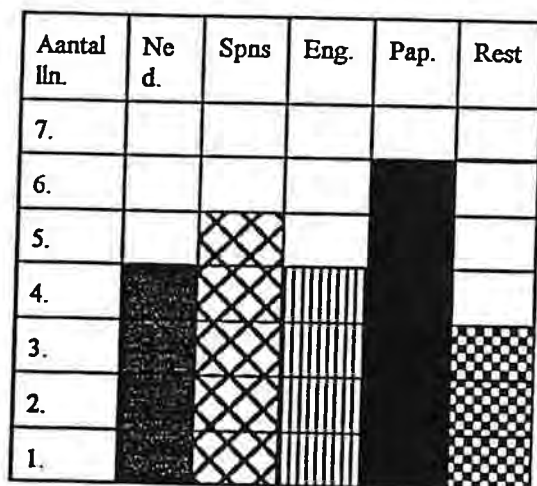 Aantal
lln.
Ne
d.
Spns
Eng.
Pap.
Rest
7.
6.
5.
4.
3.
2.
1.